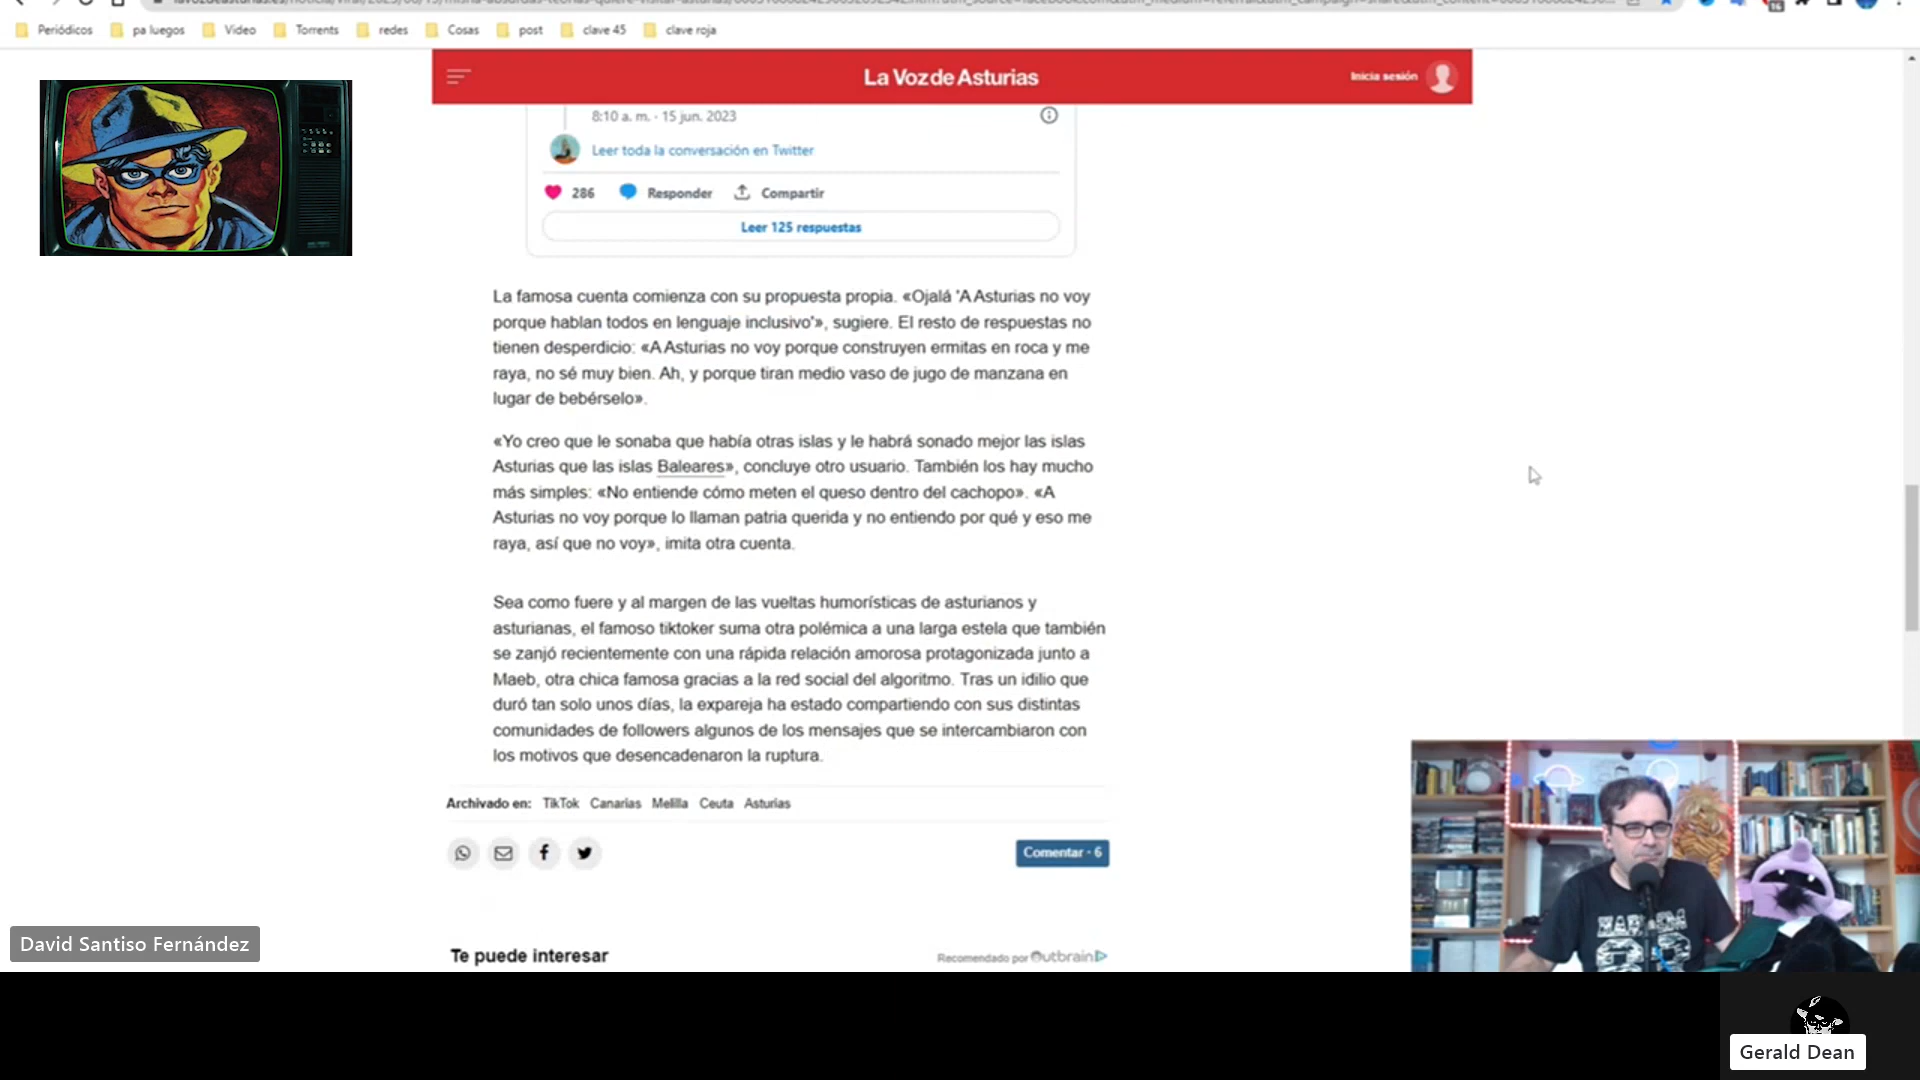 Periódicos
pa luegos
Video
Torrents
redes
Cosas
post
clave 45
clave roja
La Voz de Asturias
Inicia sesión
8:10 a. m. · 15 jun. 2023
Leer toda la conversación en Twitter
286
Responder
Compartir
Leer 125 respuestas
La famosa cuenta comienza con su propuesta propia. «Ojalá 'A Asturias no voy
porque hablan todos en lenguaje inclusivo'», sugiere. El resto de respuestas no
tienen desperdicio: «A Asturias no voy porque construyen ermitas en roca y me
raya, no sé muy bien. Ah, y porque tiran medio vaso de jugo de manzana en
lugar de bebérselo».
«Yo creo que le sonaba que había otras islas y le habrá sonado mejor las islas
Asturias que las islas Baleares», concluye otro usuario. También los hay mucho
más simples: «No entiende cómo meten el queso dentro del cachopo». «A
Asturias no voy porque lo llaman patria querida y no entiendo por qué y eso me
raya, así que no voy», imita otra cuenta.
Sea como fuere y al margen de las vueltas humorísticas de asturianos y
asturianas, el famoso tiktoker suma otra polémica a una larga estela que también
se zanjó recientemente con una rápida relación amorosa protagonizada junto a
Maeb, otra chica famosa gracias a la red social del algoritmo. Tras un idilio que
duró tan solo unos días, la expareja ha estado compartiendo con sus distintas
comunidades de followers algunos de los mensajes que se intercambiaron con
los motivos que desencadenaron la ruptura.
Archivado en: TikTok Canarias Melilla Ceuta Asturias
Comentar · 6
Te puede interesar
Recomendado por Outbrain
David Santiso Fernández
Gerald Dean